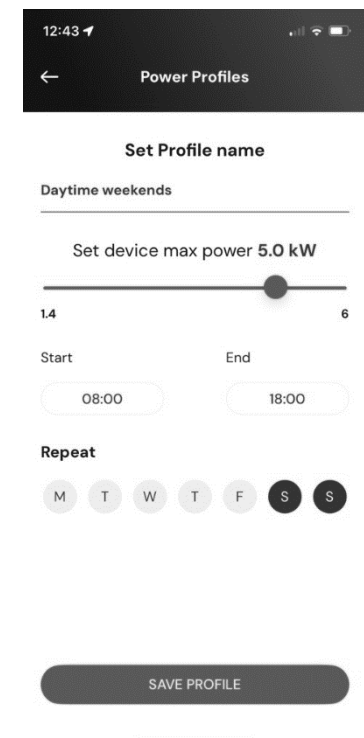 12:43
Power Profiles
Set Profile name
Daytime weekends
Set device max power 5.0 kW
1.4 6
Start End
08:00 18:00
Repeat
M T W T F S S
SAVE PROFILE